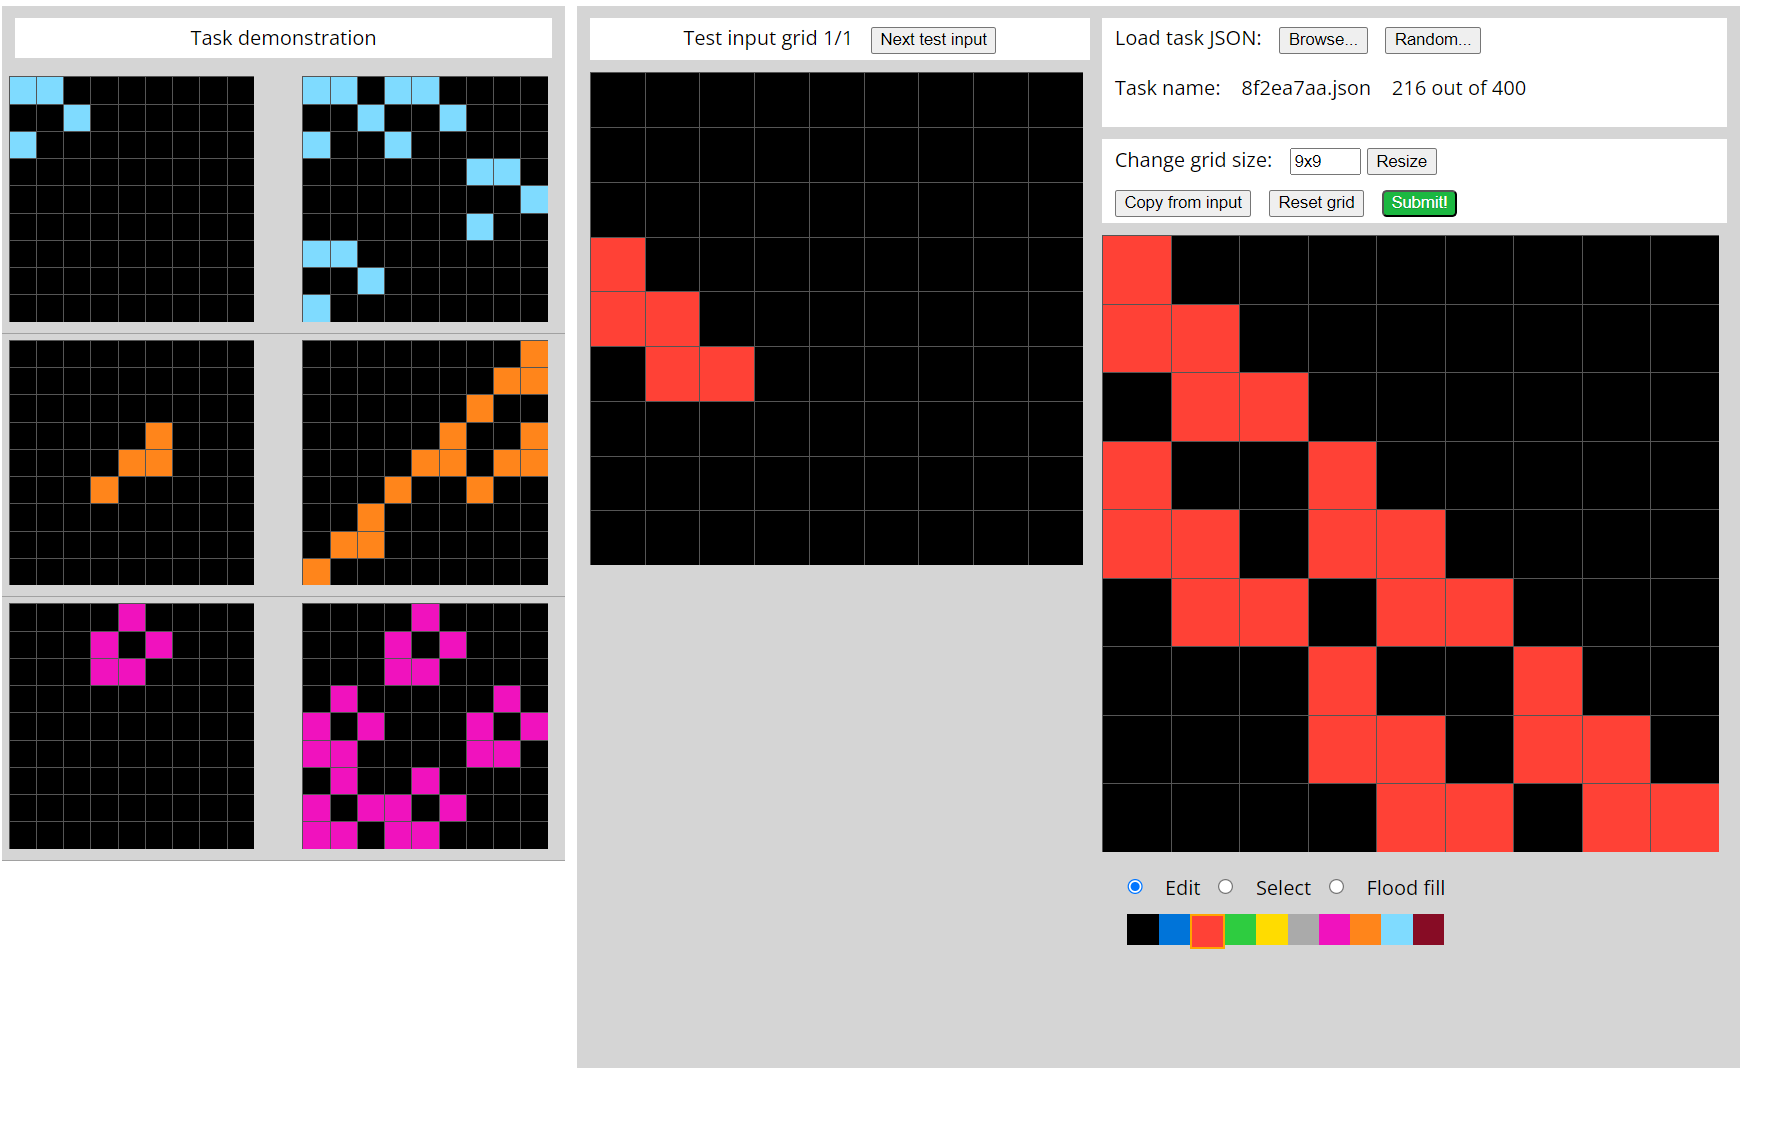 Task demonstration
Test input grid 1/1 Next test input
Load task JSON: Browse... Random...
Task name: 8f2ea7aa.json 216 out of 400
Change grid size: 9x9 Resize
Copy from input Reset grid Submit!
Edit Select Flood fill